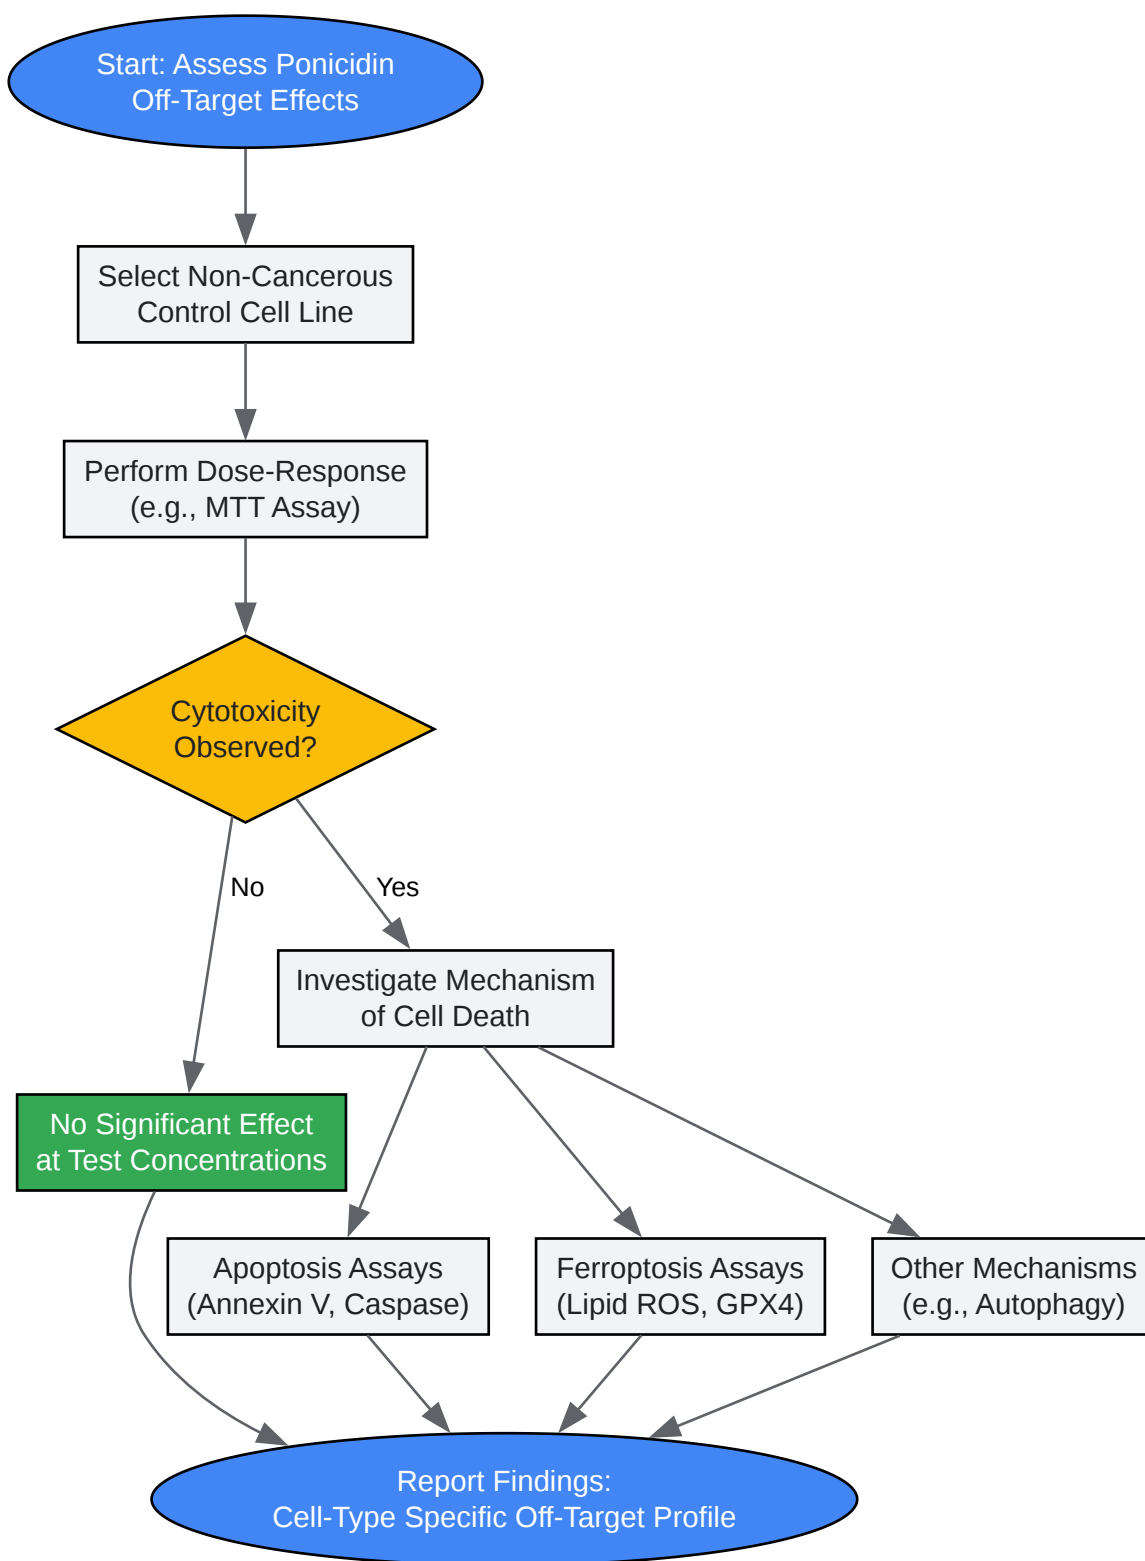 Start: Assess Ponicidin
Off-Target Effects
Select Non-Cancerous
Control Cell Line
Perform Dose-Response
(e.g., MTT Assay)
Cytotoxicity
Observed?
No
Yes
Investigate Mechanism
of Cell Death
No Significant Effect
at Test Concentrations
Apoptosis Assays
(Annexin V, Caspase)
Ferroptosis Assays
(Lipid ROS, GPX4)
Other Mechanisms
(e.g., Autophagy)
Report Findings:
Cell-Type Specific Off-Target Profile